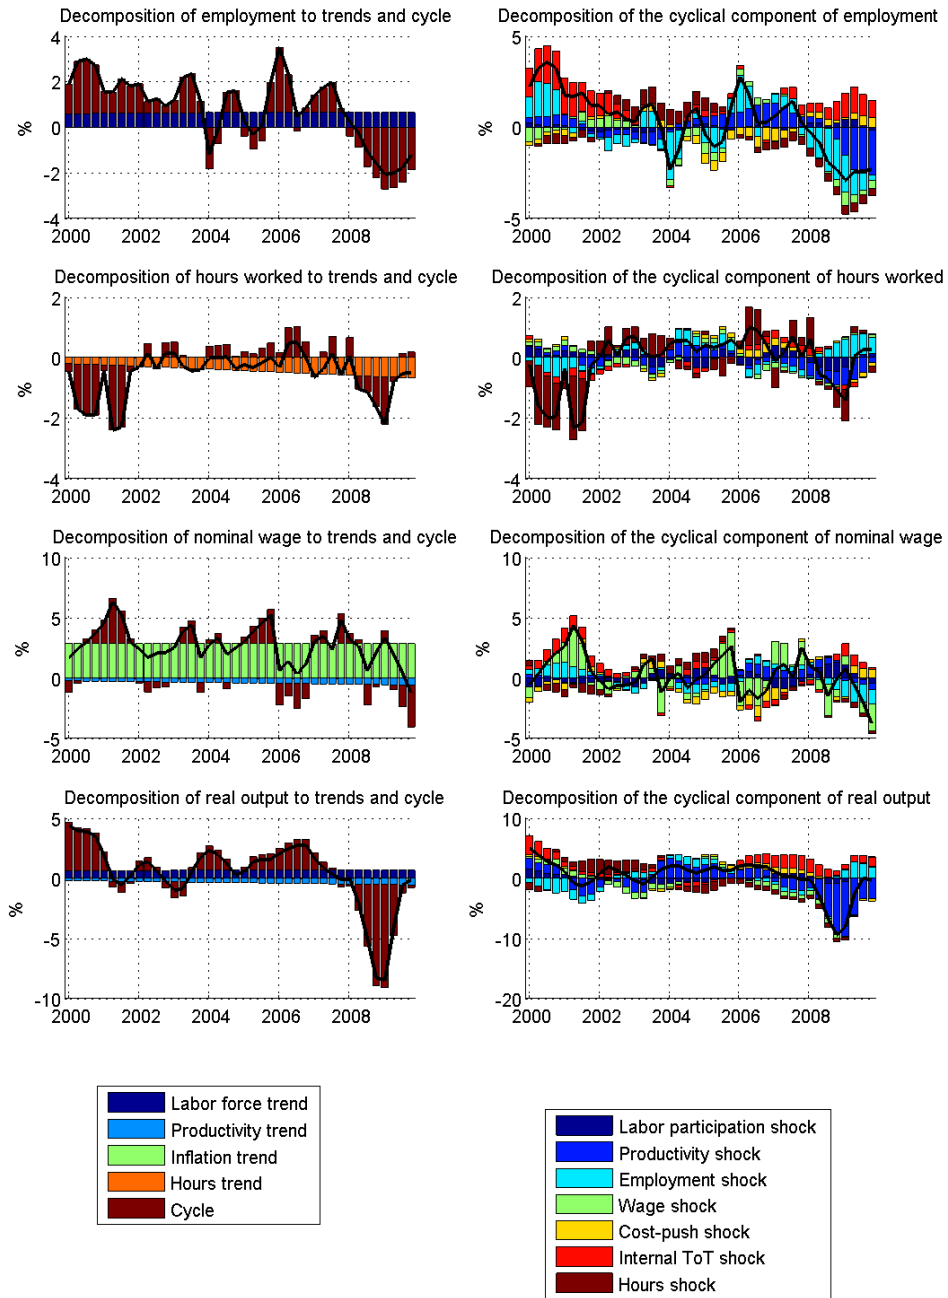 Decomposition of employment to trends and cycle
4
2
0
-2
-4
%
2000 2002 2004 2006 2008
Decomposition of the cyclical component of employment
5
0
-5
%
2000 2002 2004 2006 2008
Decomposition of hours worked to trends and cycle
2
0
-2
-4
%
2000 2002 2004 2006 2008
Decomposition of the cyclical component of hours worked
2
0
-2
-4
%
2000 2002 2004 2006 2008
Decomposition of nominal wage to trends and cycle
10
5
0
-5
%
2000 2002 2004 2006 2008
Decomposition of the cyclical component of nominal wage
10
5
0
-5
%
2000 2002 2004 2006 2008
Decomposition of real output to trends and cycle
5
0
-5
-10
%
2000 2002 2004 2006 2008
Decomposition of the cyclical component of real output
10
0
-10
-20
%
2000 2002 2004 2006 2008
Labor force trend
Productivity trend
Inflation trend
Hours trend
Cycle
Labor participation shock
Productivity shock
Employment shock
Wage shock
Cost-push shock
Internal ToT shock
Hours shock